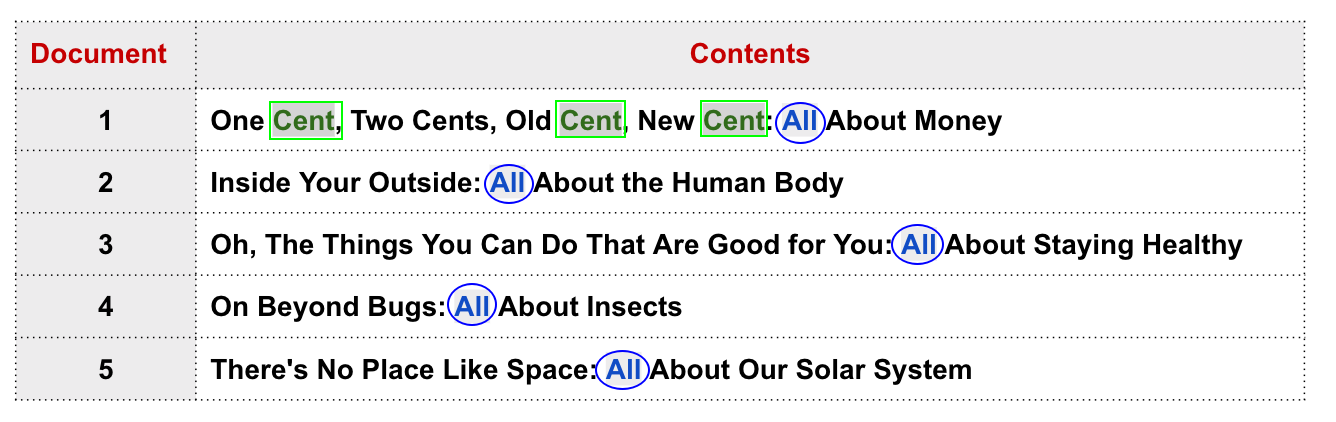 Document Contents
1 One Cent, Two Cents, Old Cent, New Cent: All About Money
2 Inside Your Outside: All About the Human Body
3 Oh, The Things You Can Do That Are Good for You: All About Staying Healthy
4 On Beyond Bugs: All About Insects
5 There's No Place Like Space: All About Our Solar System